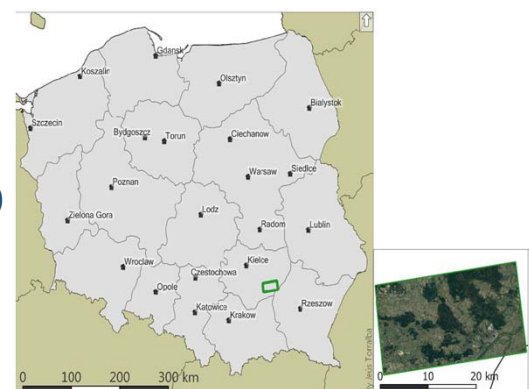 Gdansk
Koszalin
Olsztyn
Szczecin
Bialystok
Bydgoszcz
Torun
Ciechanow
Poznan
Warsaw
Siedlce
Zielona Gora
Lodz
Radom
Lublin
Wroclaw
Kielce
Opole
Czestochowa
Katowice
Krakow
Rzeszow
0 100 200 300 km
0 10 20 km